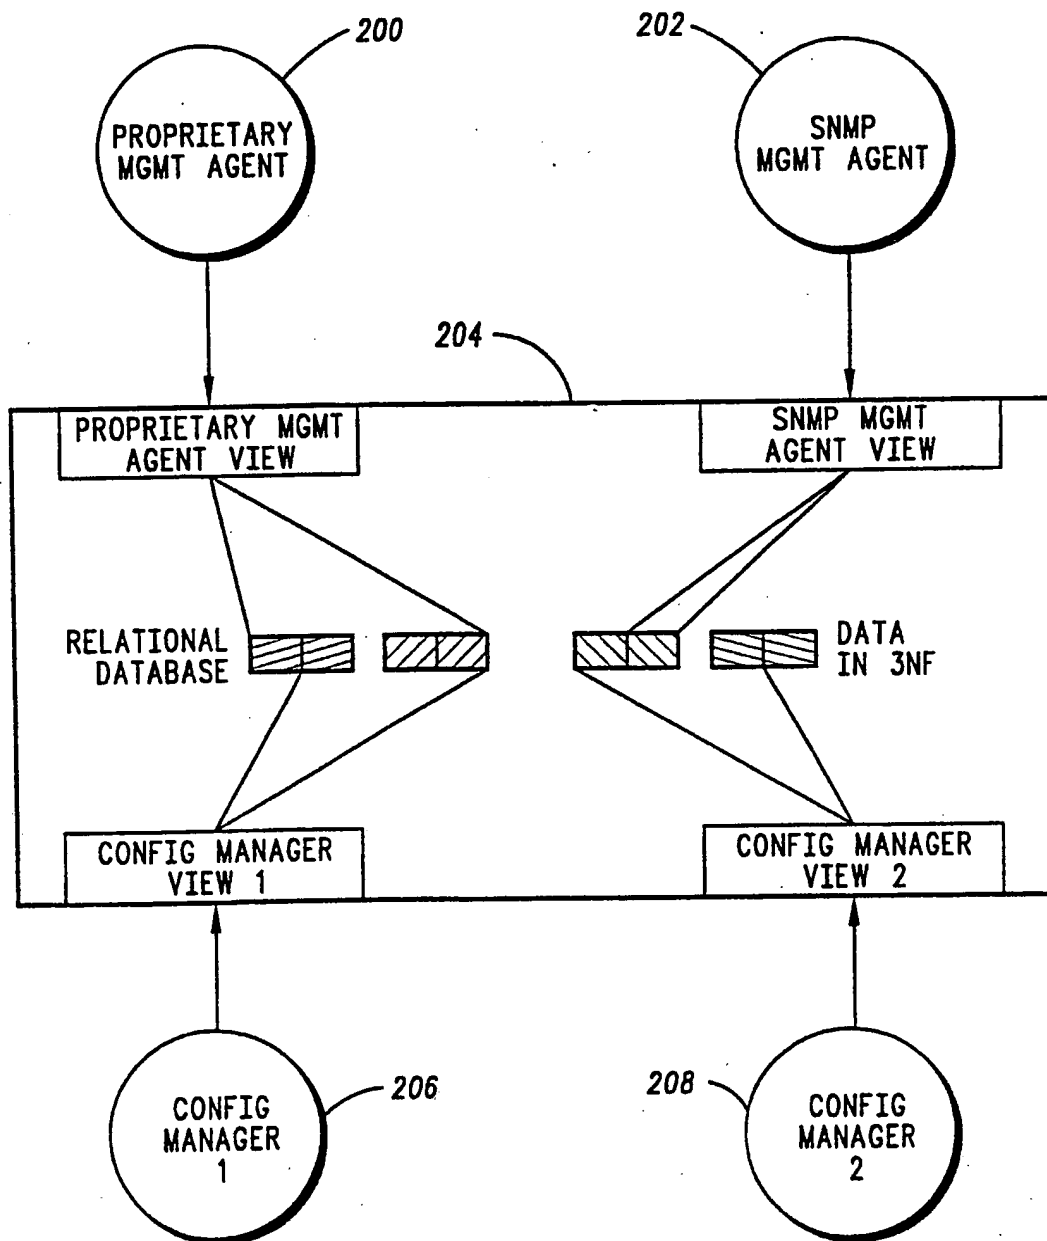 200
202
PROPRIETARY
MGMT AGENT
SNMP
MGMT AGENT
204
PROPRIETARY MGMT
AGENT VIEW
SNMP MGMT
AGENT VIEW
RELATIONAL
DATABASE
DATA
IN 3NF
CONFIG MANAGER
VIEW 1
CONFIG MANAGER
VIEW 2
206
208
CONFIG
MANAGER
1
CONFIG
MANAGER
2